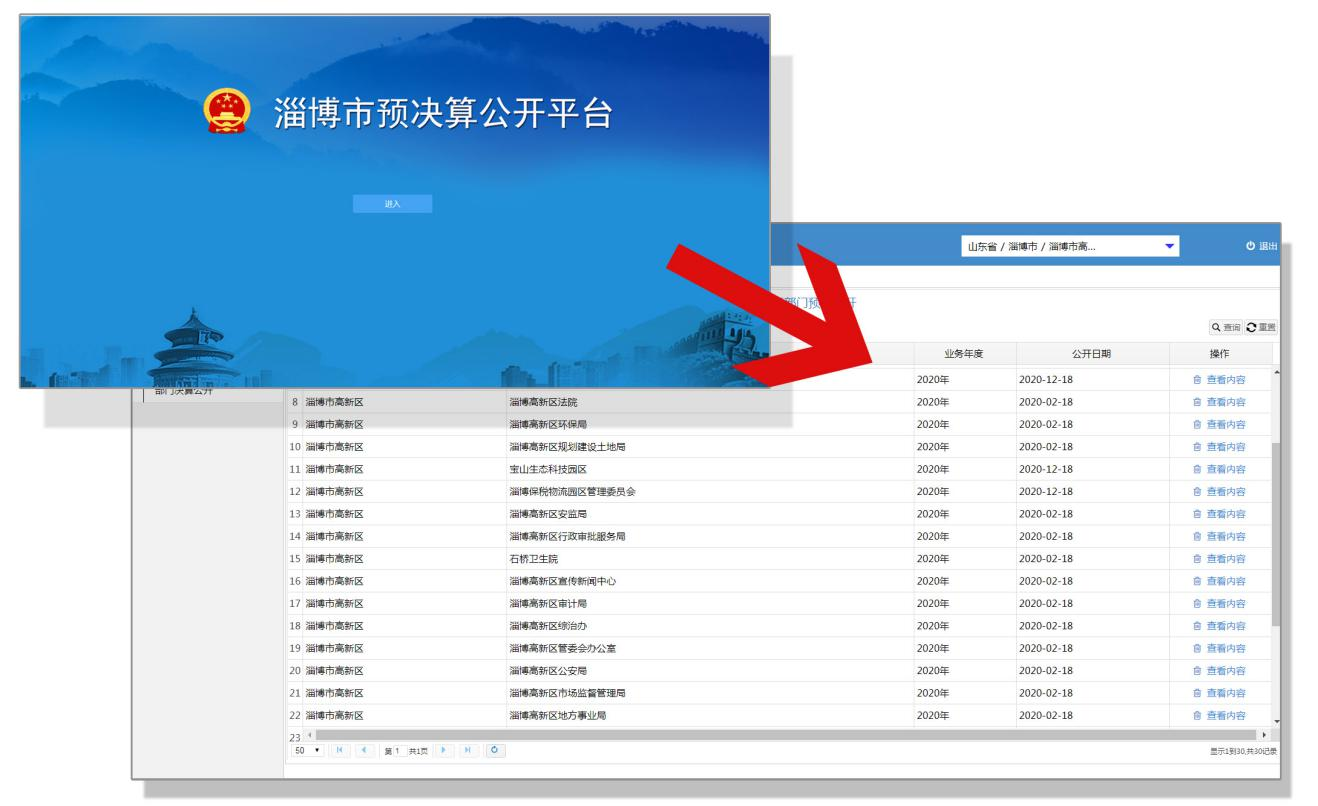 淄博市预决算公开平台
进入
山东省 / 淄博市 / 淄博市高...
退出
查询 重置
业务年度 公开日期 操作
2020年 2020-12-18 查看内容
部门决算公开
8 淄博市高新区 淄博高新区法院 2020年 2020-02-18 查看内容
9 淄博市高新区 淄博高新区环保局 2020年 2020-02-18 查看内容
10 淄博市高新区 淄博高新区规划建设土地局 2020年 2020-02-18 查看内容
11 淄博市高新区 宝山生态科技园区 2020年 2020-12-18 查看内容
12 淄博市高新区 淄博保税物流园区管理委员会 2020年 2020-12-18 查看内容
13 淄博市高新区 淄博高新区安监局 2020年 2020-02-18 查看内容
14 淄博市高新区 淄博高新区行政审批服务局 2020年 2020-02-18 查看内容
15 淄博市高新区 石桥卫生院 2020年 2020-02-18 查看内容
16 淄博市高新区 淄博高新区宣传新闻中心 2020年 2020-02-18 查看内容
17 淄博市高新区 淄博高新区审计局 2020年 2020-02-18 查看内容
18 淄博市高新区 淄博高新区综治办 2020年 2020-02-18 查看内容
19 淄博市高新区 淄博高新区管委会办公室 2020年 2020-02-18 查看内容
20 淄博市高新区 淄博高新区公安局 2020年 2020-02-18 查看内容
21 淄博市高新区 淄博高新区市场监督管理局 2020年 2020-02-18 查看内容
22 淄博市高新区 淄博高新区地方事业局 2020年 2020-02-18 查看内容
23
50 第 1 共1页 显示1到30,共30记录